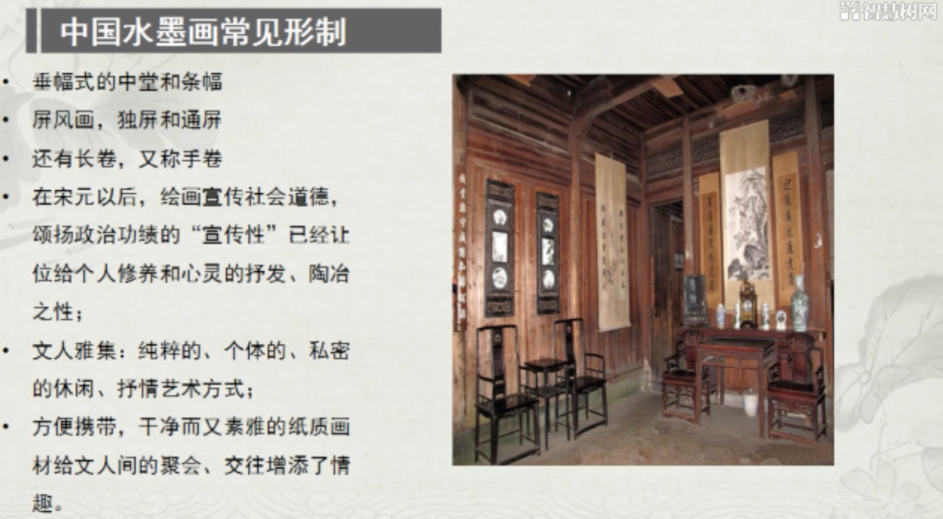 中国水墨画常见形制
智慧树网
• 垂幅式的中堂和条幅
• 屏风画，独屏和通屏
• 还有长卷，又称手卷
• 在宋元以后，绘画宣传社会道德，
颂扬政治功绩的“宣传性”已经让
位给个人修养和心灵的抒发、陶冶
之性；
• 文人雅集：纯粹的、个体的、私密
的休闲、抒情艺术方式；
• 方便携带，干净而又素雅的纸质画
材给文人间的聚会、交往增添了情
趣。